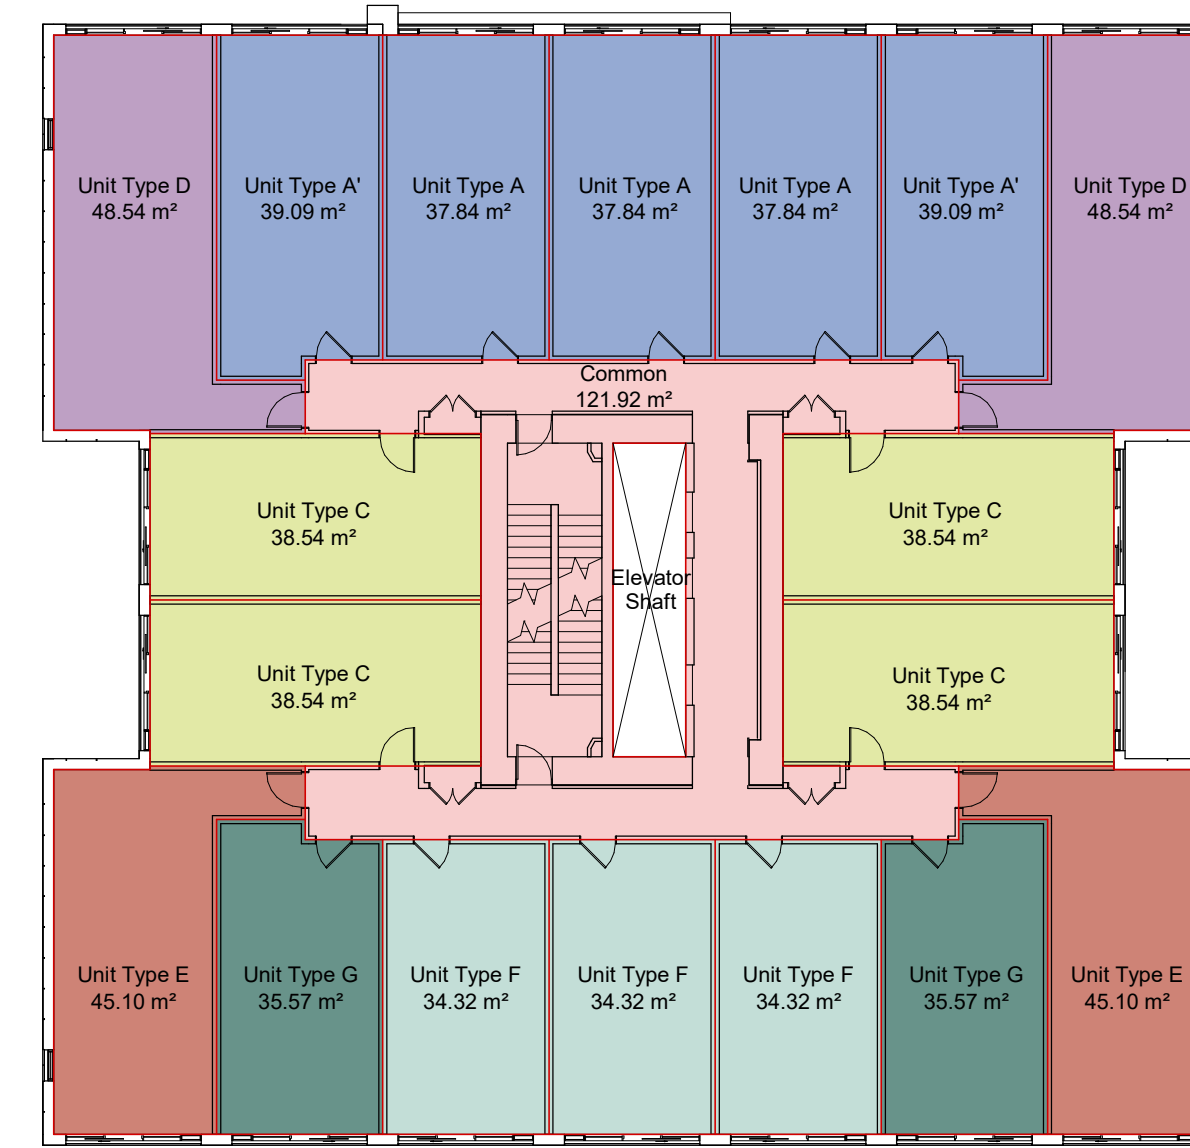 Unit Type D
48.54 m²
Unit Type A'
39.09 m²
Unit Type A
37.84 m²
Unit Type A
37.84 m²
Unit Type A
37.84 m²
Unit Type A'
39.09 m²
Unit Type D
48.54 m²
Common
121.92 m²
Unit Type C
38.54 m²
Unit Type C
38.54 m²
Elevator
Shaft
Unit Type C
38.54 m²
Unit Type C
38.54 m²
Unit Type E
45.10 m²
Unit Type G
35.57 m²
Unit Type F
34.32 m²
Unit Type F
34.32 m²
Unit Type F
34.32 m²
Unit Type G
35.57 m²
Unit Type E
45.10 m²